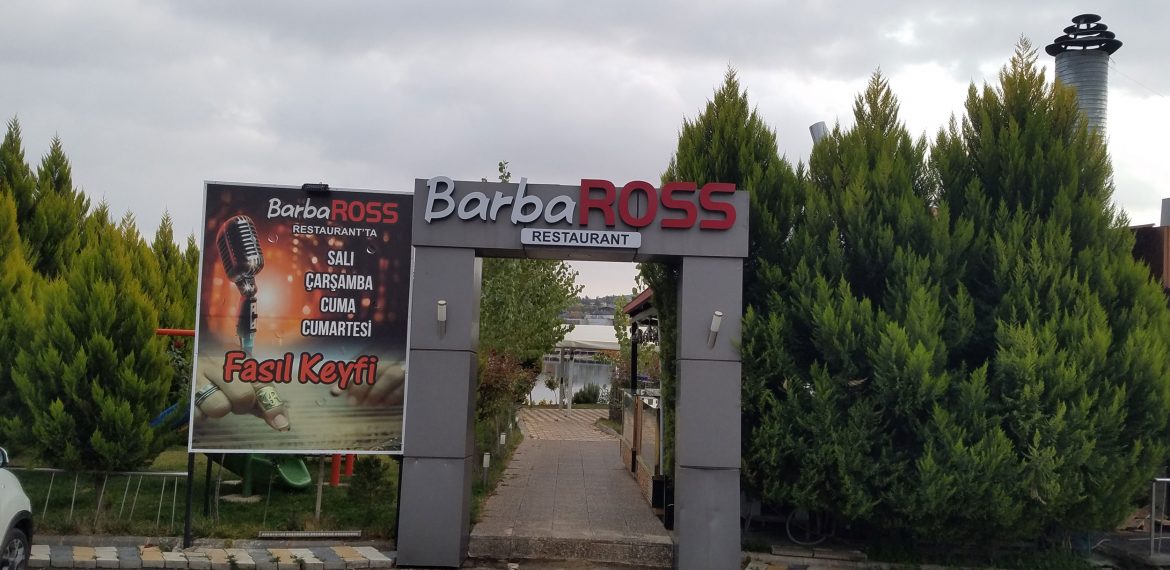 BarbaROSS
RESTAURANT'TA
SALI
ÇARŞAMBA
CUMA
CUMARTESİ
Fasıl Keyfi
BarbaROSS
RESTAURANT